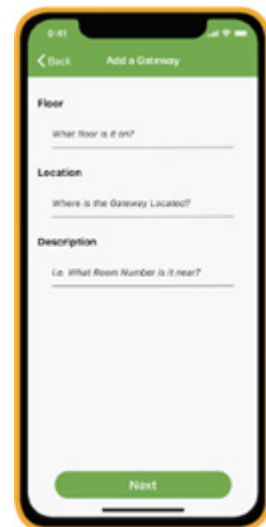 9:41
Back Add a Gateway
Floor
What floor is it on?
Location
Where is the Gateway Located?
Description
i.e. What Room Number is it near?
Next